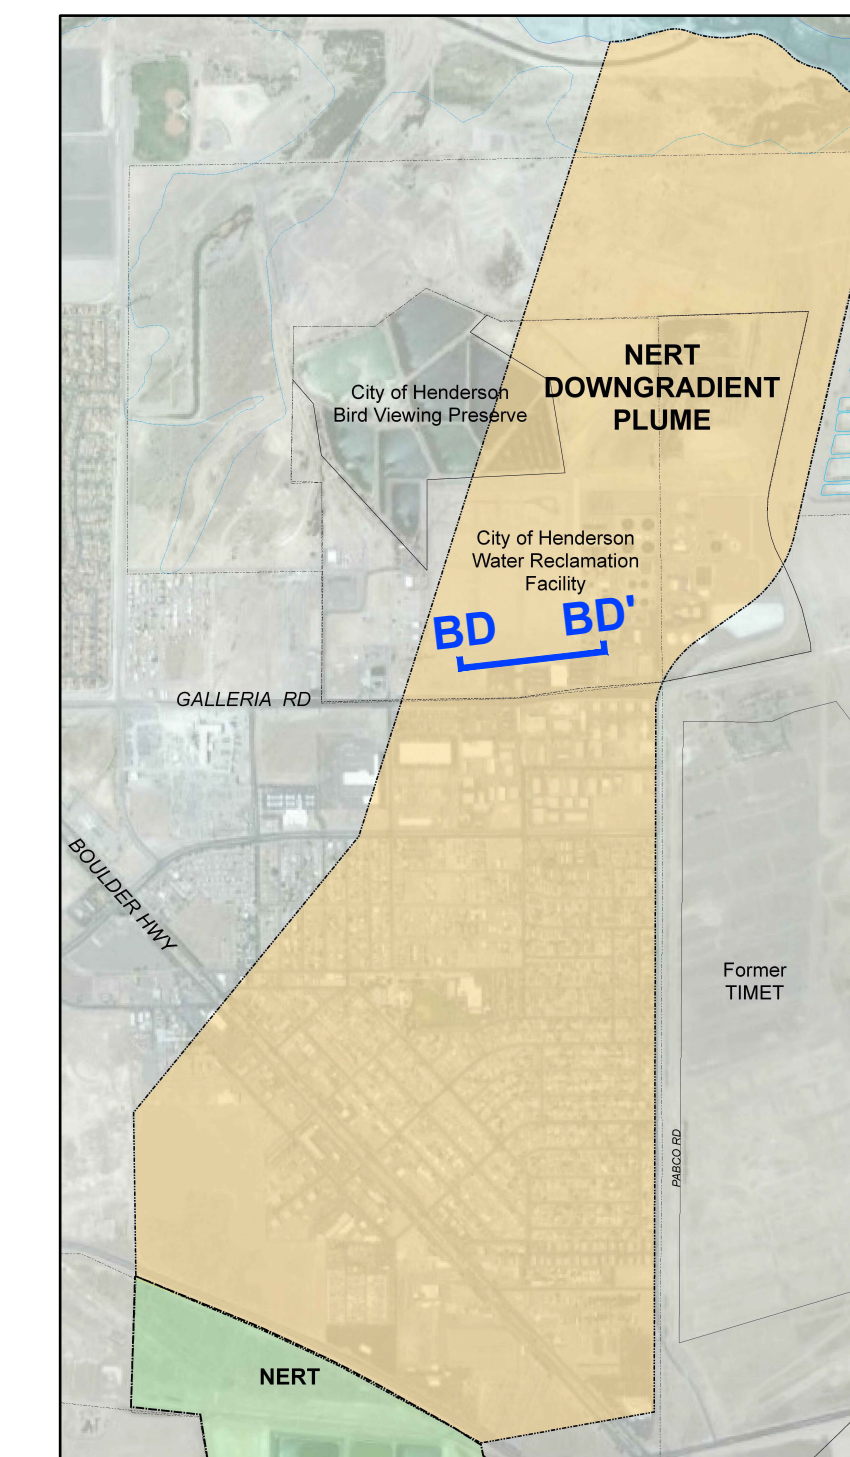 NERT
DOWNGRADIENT
PLUME
City of Henderson
Bird Viewing Preserve
City of Henderson
Water Reclamation
Facility
BD
BD'
GALLERIA RD
BOULDER HWY
Former
TIMET
PABCO RD
NERT